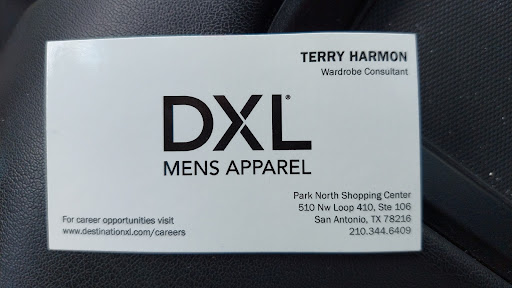 TERRY HARMON
Wardrobe Consultant
DXL®
MENS APPAREL
Park North Shopping Center
510 Nw Loop 410, Ste 106
San Antonio, TX 78216
210.344.6409
For career opportunities visit
www.destinationxl.com/careers